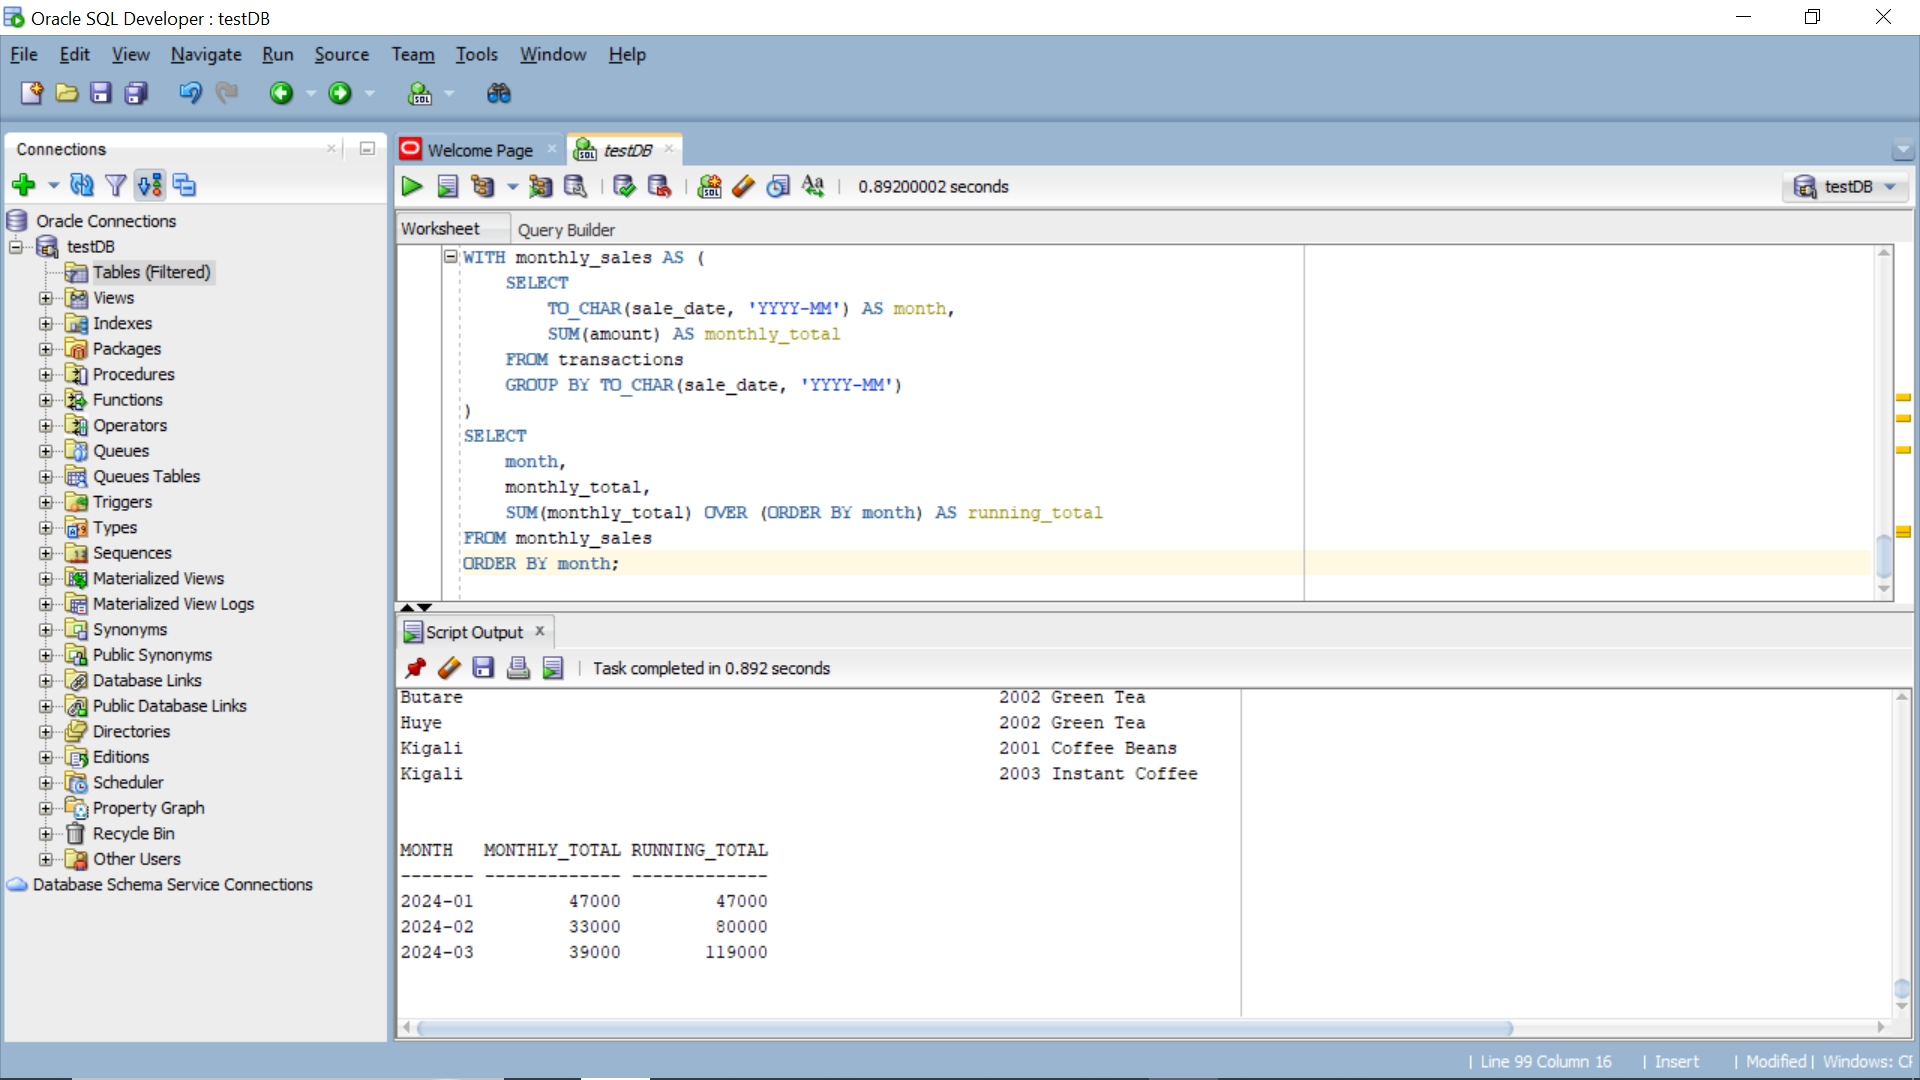 Oracle SQL Developer : testDB
File Edit View Navigate Run Source Team Tools Window Help
Connections
Oracle Connections
testDB
Tables (Filtered)
Views
Indexes
Packages
Procedures
Functions
Operators
Queues
Queues Tables
Triggers
Types
Sequences
Materialized Views
Materialized View Logs
Synonyms
Public Synonyms
Database Links
Public Database Links
Directories
Editions
Scheduler
Property Graph
Recycle Bin
Other Users
Database Schema Service Connections
Welcome Page testDB
0.89200002 seconds testDB
Worksheet Query Builder
WITH monthly_sales AS (
    SELECT
        TO_CHAR(sale_date, 'YYYY-MM') AS month,
        SUM(amount) AS monthly_total
    FROM transactions
    GROUP BY TO_CHAR(sale_date, 'YYYY-MM')
)
SELECT
    month,
    monthly_total,
    SUM(monthly_total) OVER (ORDER BY month) AS running_total
FROM monthly_sales
ORDER BY month;
Script Output
Task completed in 0.892 seconds
Butare 2002 Green Tea
Huye 2002 Green Tea
Kigali 2001 Coffee Beans
Kigali 2003 Instant Coffee
MONTH MONTHLY_TOTAL RUNNING_TOTAL
------- ------------- -------------
2024-01 47000 47000
2024-02 33000 80000
2024-03 39000 119000
| Line 99 Column 16 | Insert | Modified | Windows: CF